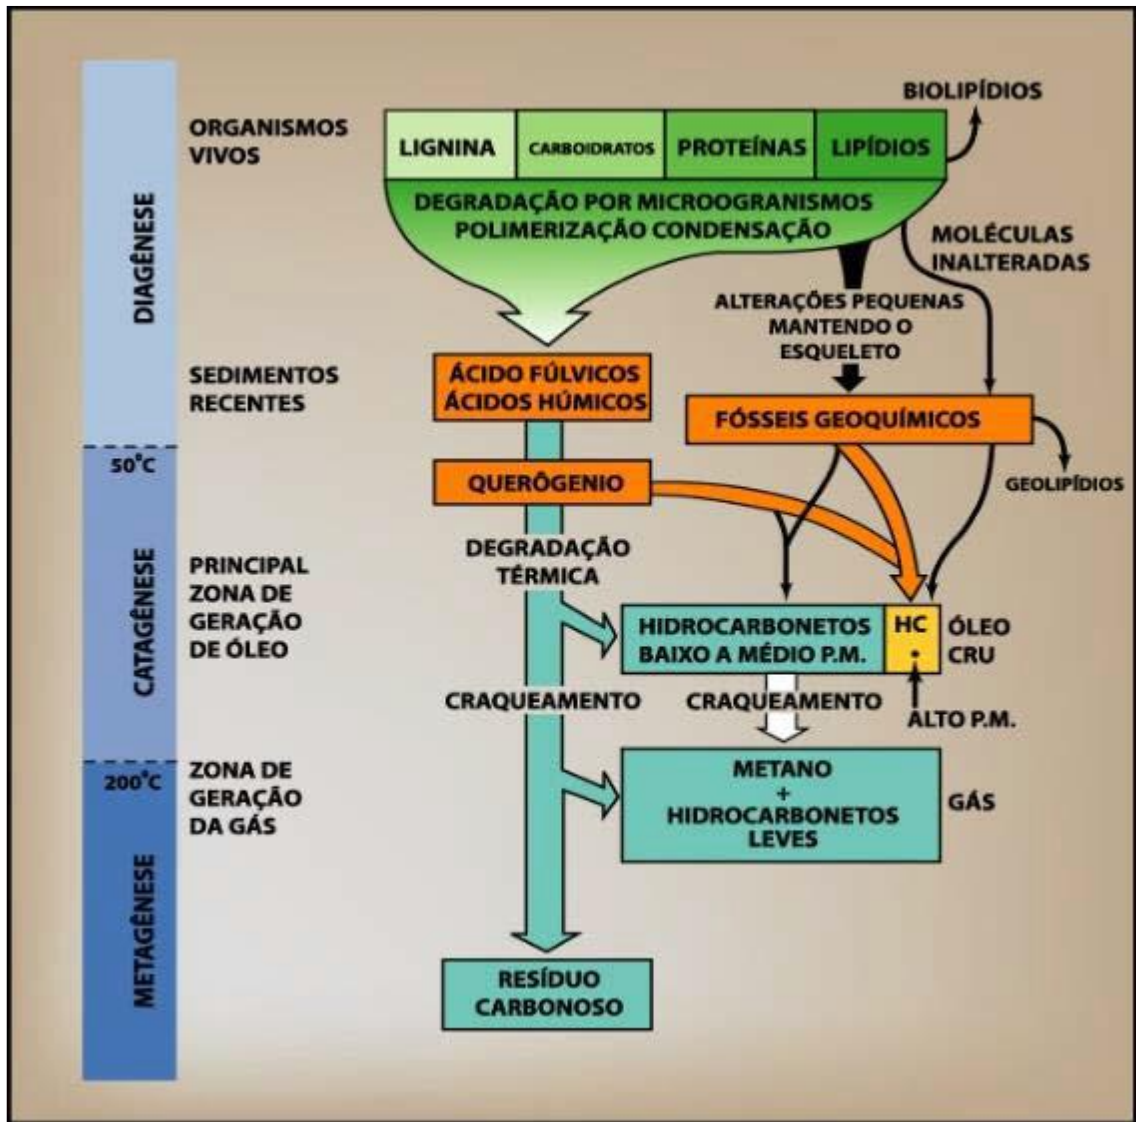 BIOLIPÍDIOS
ORGANISMOS
VIVOS
LIGNINA
CARBOIDRATOS
PROTEÍNAS
LIPÍDIOS
DEGRADAÇÃO POR MICROOGRANISMOS
POLIMERIZAÇÃO CONDENSAÇÃO
MOLÉCULAS
INALTERADAS
DIAGÊNESE
ALTERAÇÕES PEQUENAS
MANTENDO O
ESQUELETO
SEDIMENTOS
RECENTES
ÁCIDO FÚLVICOS
ÁCIDOS HÚMICOS
FÓSSEIS GEOQUÍMICOS
50°C
QUERÔGENIO
GEOLIPÍDIOS
CATAGÊNESE
PRINCIPAL
ZONA DE
GERAÇÃO
DE ÓLEO
DEGRADAÇÃO
TÉRMICA
HIDROCARBONETOS
BAIXO A MÉDIO P.M.
HC
ÓLEO
CRU
CRAQUEAMENTO
CRAQUEAMENTO
ALTO P.M.
200°C
ZONA DE
GERAÇÃO
DA GÁS
METANO
+
HIDROCARBONETOS
LEVES
GÁS
METAGÊNESE
RESÍDUO
CARBONOSO